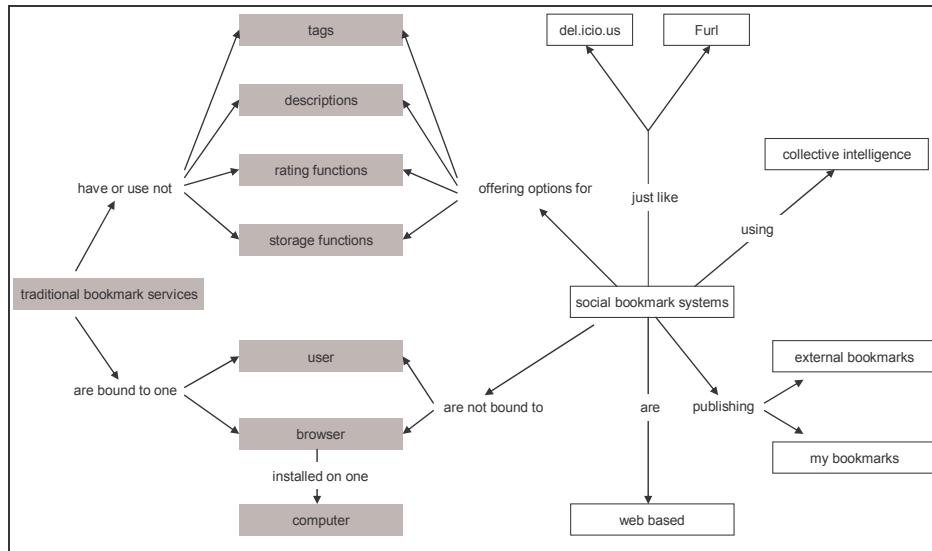 tags
del.icio.us
Furl
descriptions
collective intelligence
rating functions
have or use not
offering options for
just like
using
storage functions
traditional bookmark services
social bookmark systems
user
external bookmarks
are bound to one
are not bound to
are
publishing
browser
my bookmarks
installed on one
computer
web based